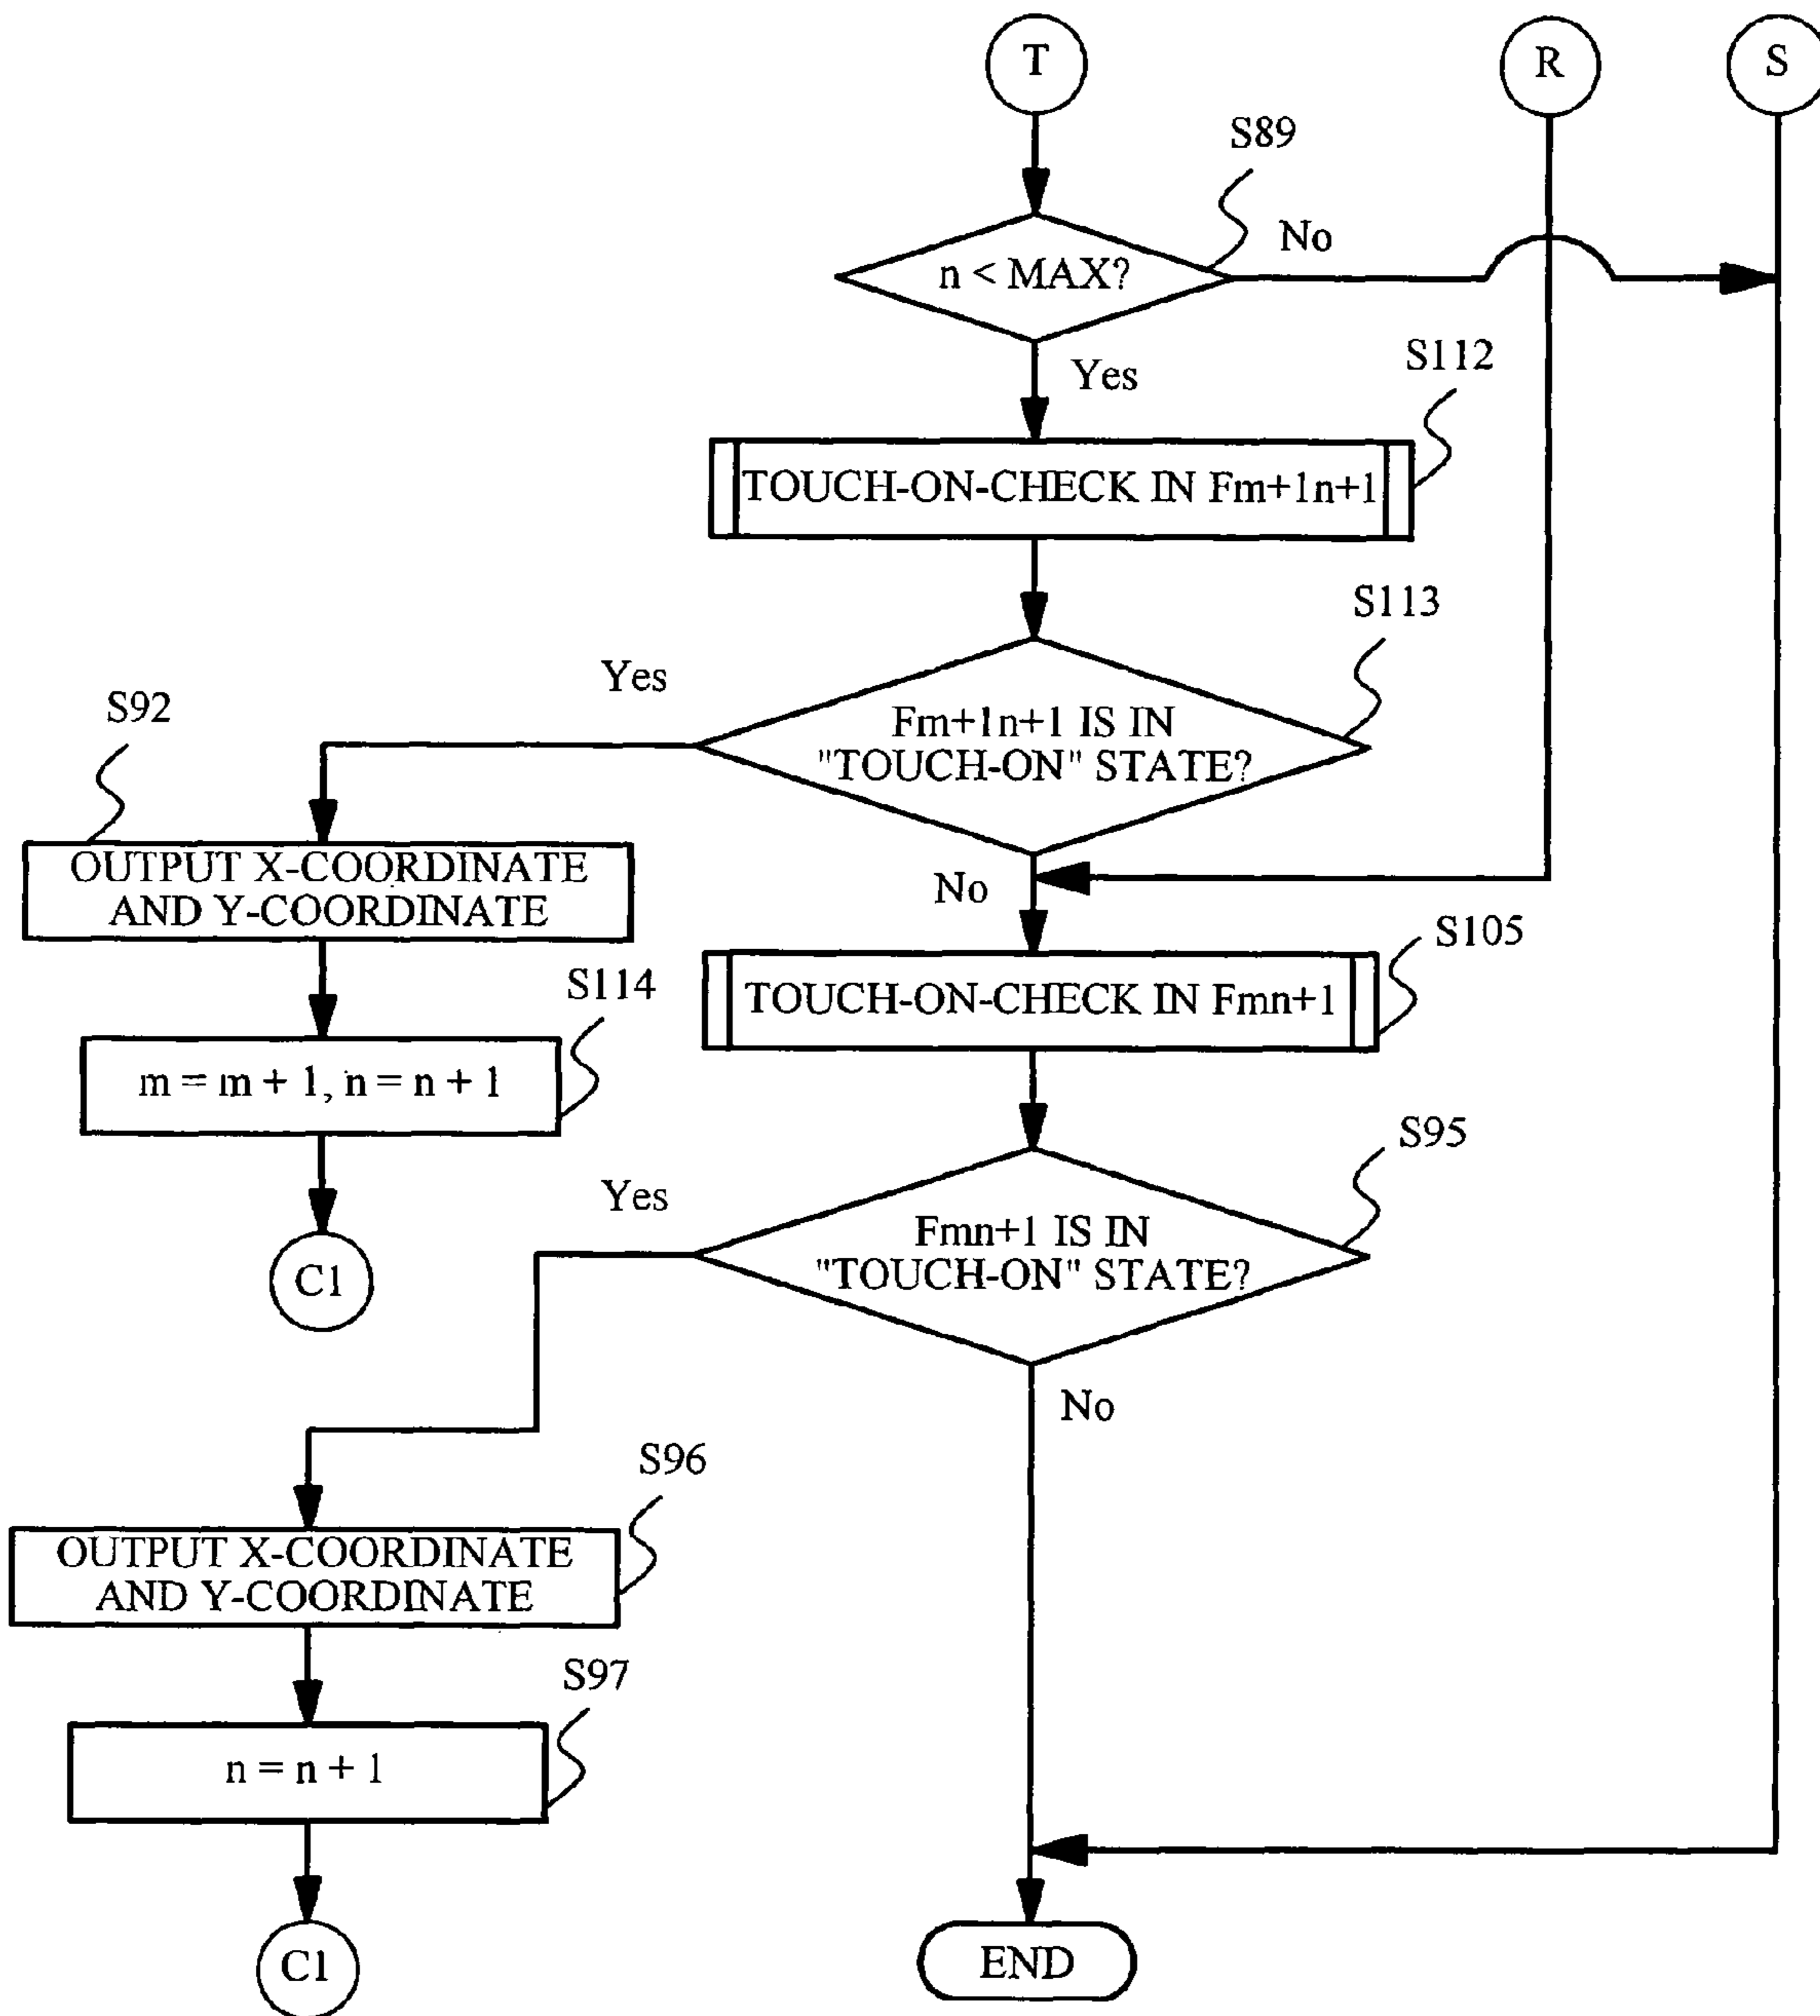 T
R
S
S89
No
n < MAX?
Yes
S112
TOUCH-ON-CHECK IN Fm+1n+1
S113
Yes
Fm+1n+1 IS IN
"TOUCH-ON" STATE?
S92
OUTPUT X-COORDINATE
AND Y-COORDINATE
No
S105
TOUCH-ON-CHECK IN Fmn+1
S114
m = m + 1, n = n + 1
C1
S95
Yes
Fmn+1 IS IN
"TOUCH-ON" STATE?
No
S96
OUTPUT X-COORDINATE
AND Y-COORDINATE
S97
n = n + 1
C1
END